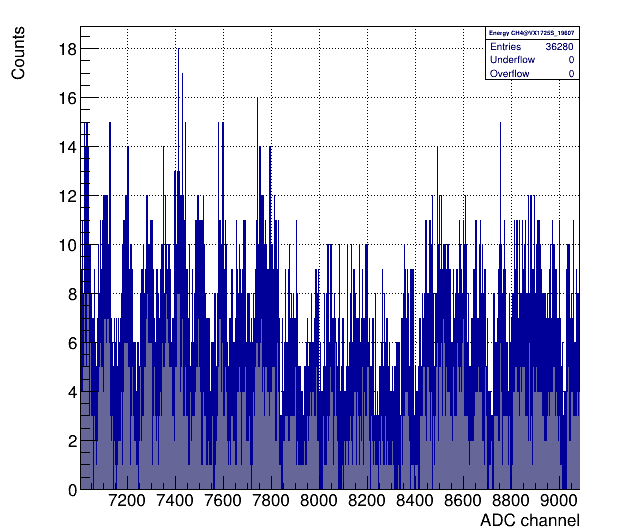 Counts
Energy CH4@VX1725S_19607
Entries 36280
Underflow 0
Overflow 0
18
16
14
12
10
8
6
4
2
0
7200 7400 7600 7800 8000 8200 8400 8600 8800 9000
ADC channel